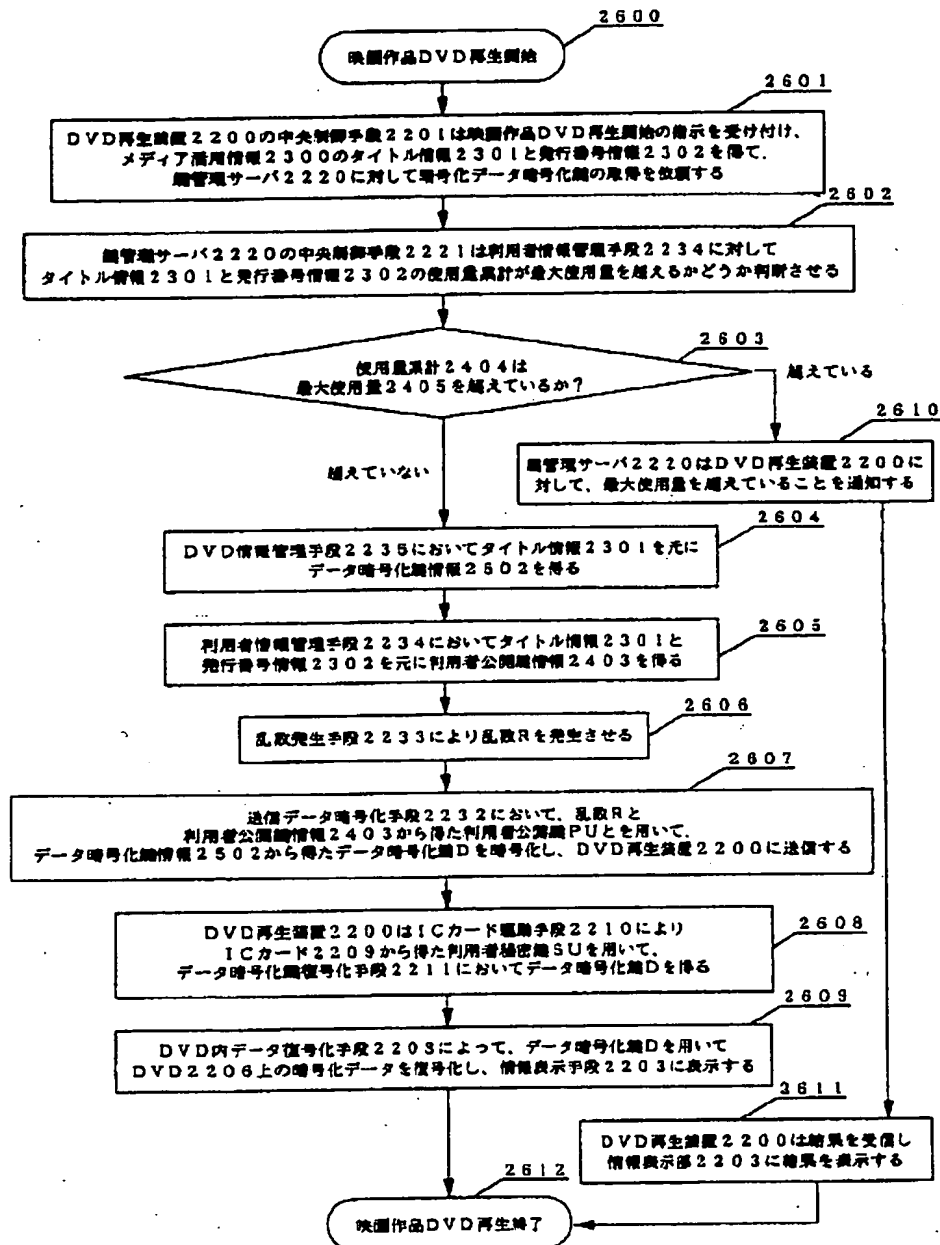 2600
映画作品DVD再生開始
2601
DVD再生装置2200の中央制御手段2201は映画作品DVD再生開始の指示を受け付け、
メディア活用情報2300のタイトル情報2301と発行番号情報2302を得て、
鍵管理サーバ2220に対して暗号化データ暗号化鍵の取得を依頼する
2602
鍵管理サーバ2220の中央制御手段2221は利用者情報管理手段2234に対して
タイトル情報2301と発行番号情報2302の使用量累計が最大使用量を越えるかどうか判断させる
2603
使用量累計2404は
最大使用量2405を越えているか?
越えている
2610
越えていない
鍵管理サーバ2220はDVD再生装置2200に
対して、最大使用量を越えていることを通知する
2604
DVD情報管理手段2235においてタイトル情報2301を元に
データ暗号化鍵情報2502を得る
2605
利用者情報管理手段2234においてタイトル情報2301と
発行番号情報2302を元に利用者公開鍵情報2403を得る
2606
乱数発生手段2233により乱数Rを発生させる
2607
送信データ暗号化手段2232において、乱数Rと
利用者公開鍵情報2403から得た利用者公開鍵PUとを用いて、
データ暗号化鍵情報2502から得たデータ暗号化鍵Dを暗号化し、DVD再生装置2200に送信する
2608
DVD再生装置2200はICカード駆動手段2210により
ICカード2209から得た利用者秘密鍵SUを用いて、
データ暗号化鍵復号化手段2211においてデータ暗号化鍵Dを得る
2609
DVD内データ復号化手段2203によって、データ暗号化鍵Dを用いて
DVD2206上の暗号化データを復号化し、情報表示手段2203に表示する
2611
DVD再生装置2200は結果を受信し
情報表示部2203に結果を表示する
2612
映画作品DVD再生終了